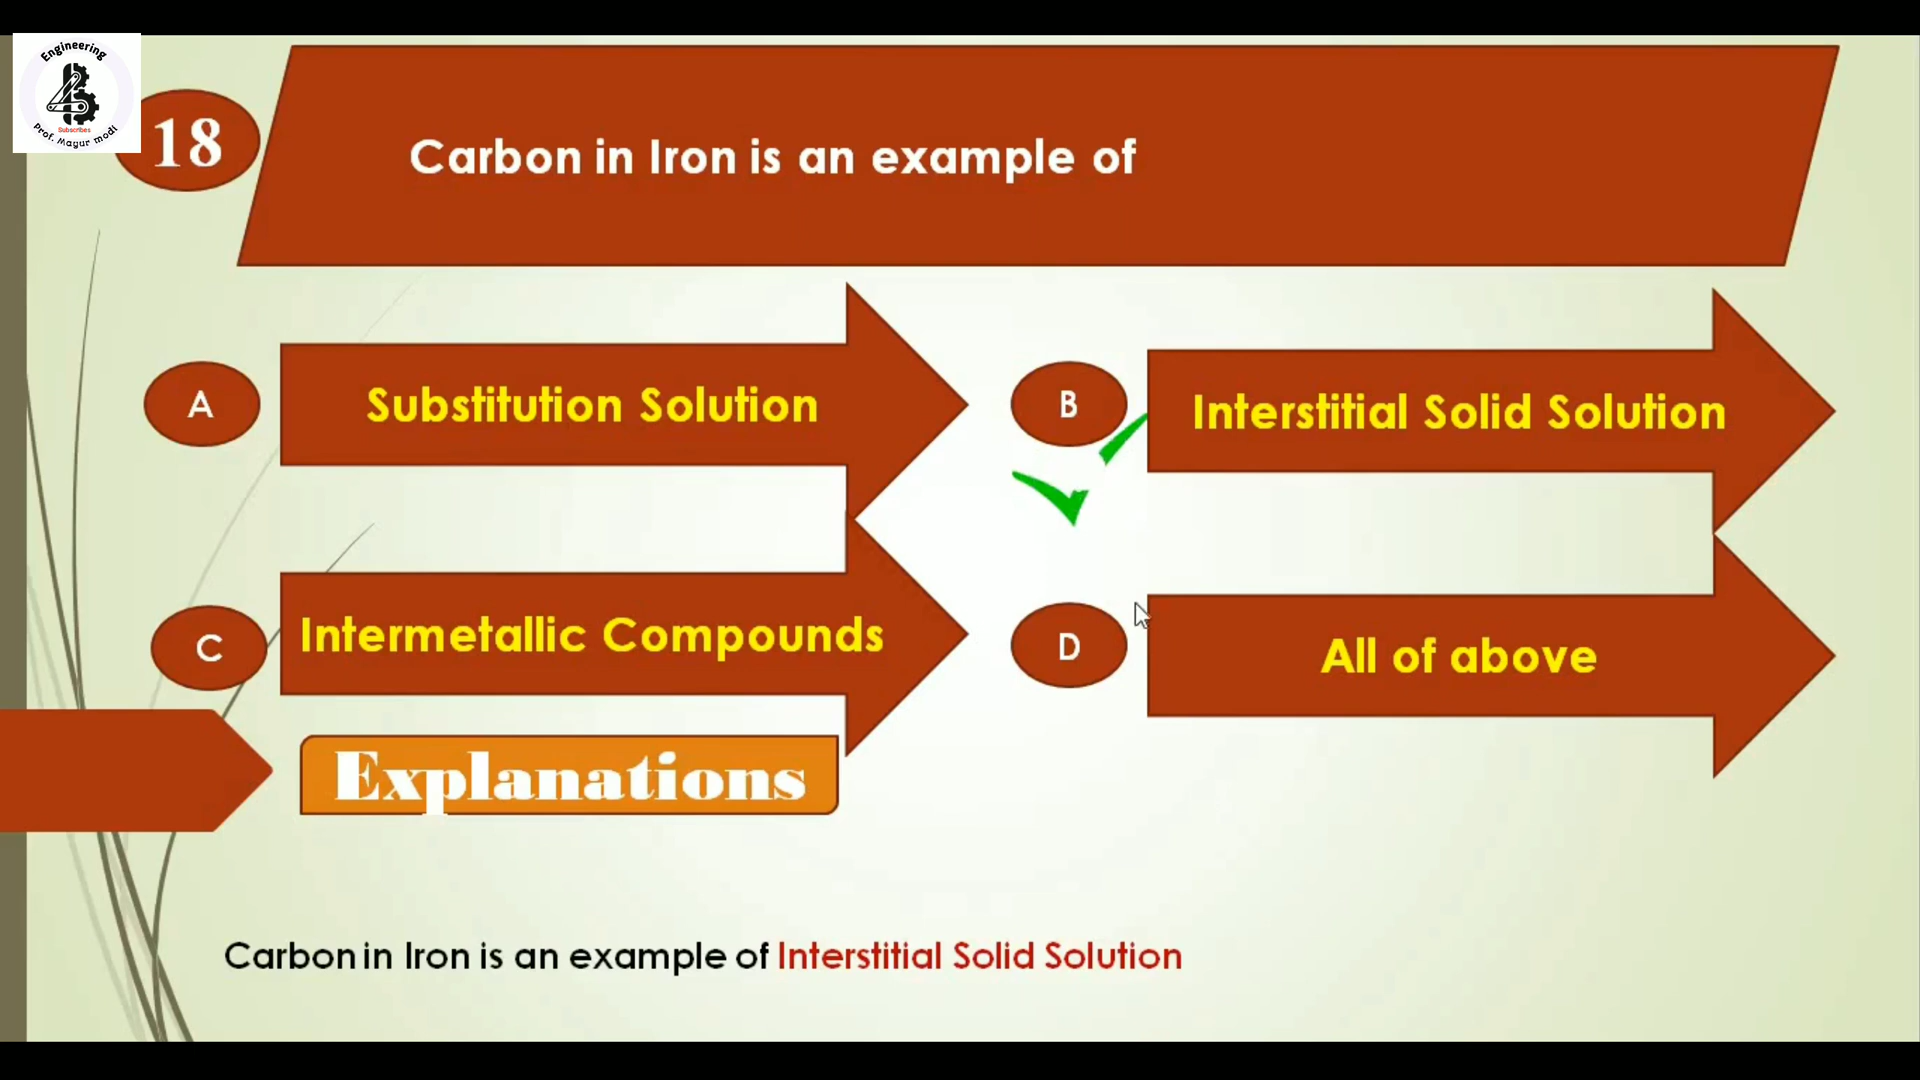 Engineering
Subscribes
Prof. Mayur modi
18
Carbon in Iron is an example of
A
Substitution Solution
B
Interstitial Solid Solution
C
Intermetallic Compounds
D
All of above
Explanations
Carbon in Iron is an example of Interstitial Solid Solution